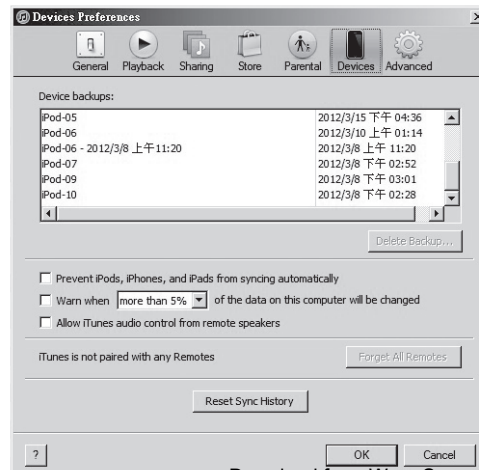 Devices Preferences
General Playback Sharing Store Parental Devices Advanced
Device backups:
iPod-05 2012/3/15 下午 04:36
iPod-06 2012/3/10 上午 01:14
iPod-06 - 2012/3/8 上午11:20 2012/3/8 上午 11:20
iPod-07 2012/3/8 下午 02:52
iPod-09 2012/3/8 下午 03:01
iPod-10 2012/3/8 下午 02:28
Delete Backup...
Prevent iPods, iPhones, and iPads from syncing automatically
Warn when more than 5% of the data on this computer will be changed
Allow iTunes audio control from remote speakers
iTunes is not paired with any Remotes Forget All Remotes
Reset Sync History
? OK Cancel